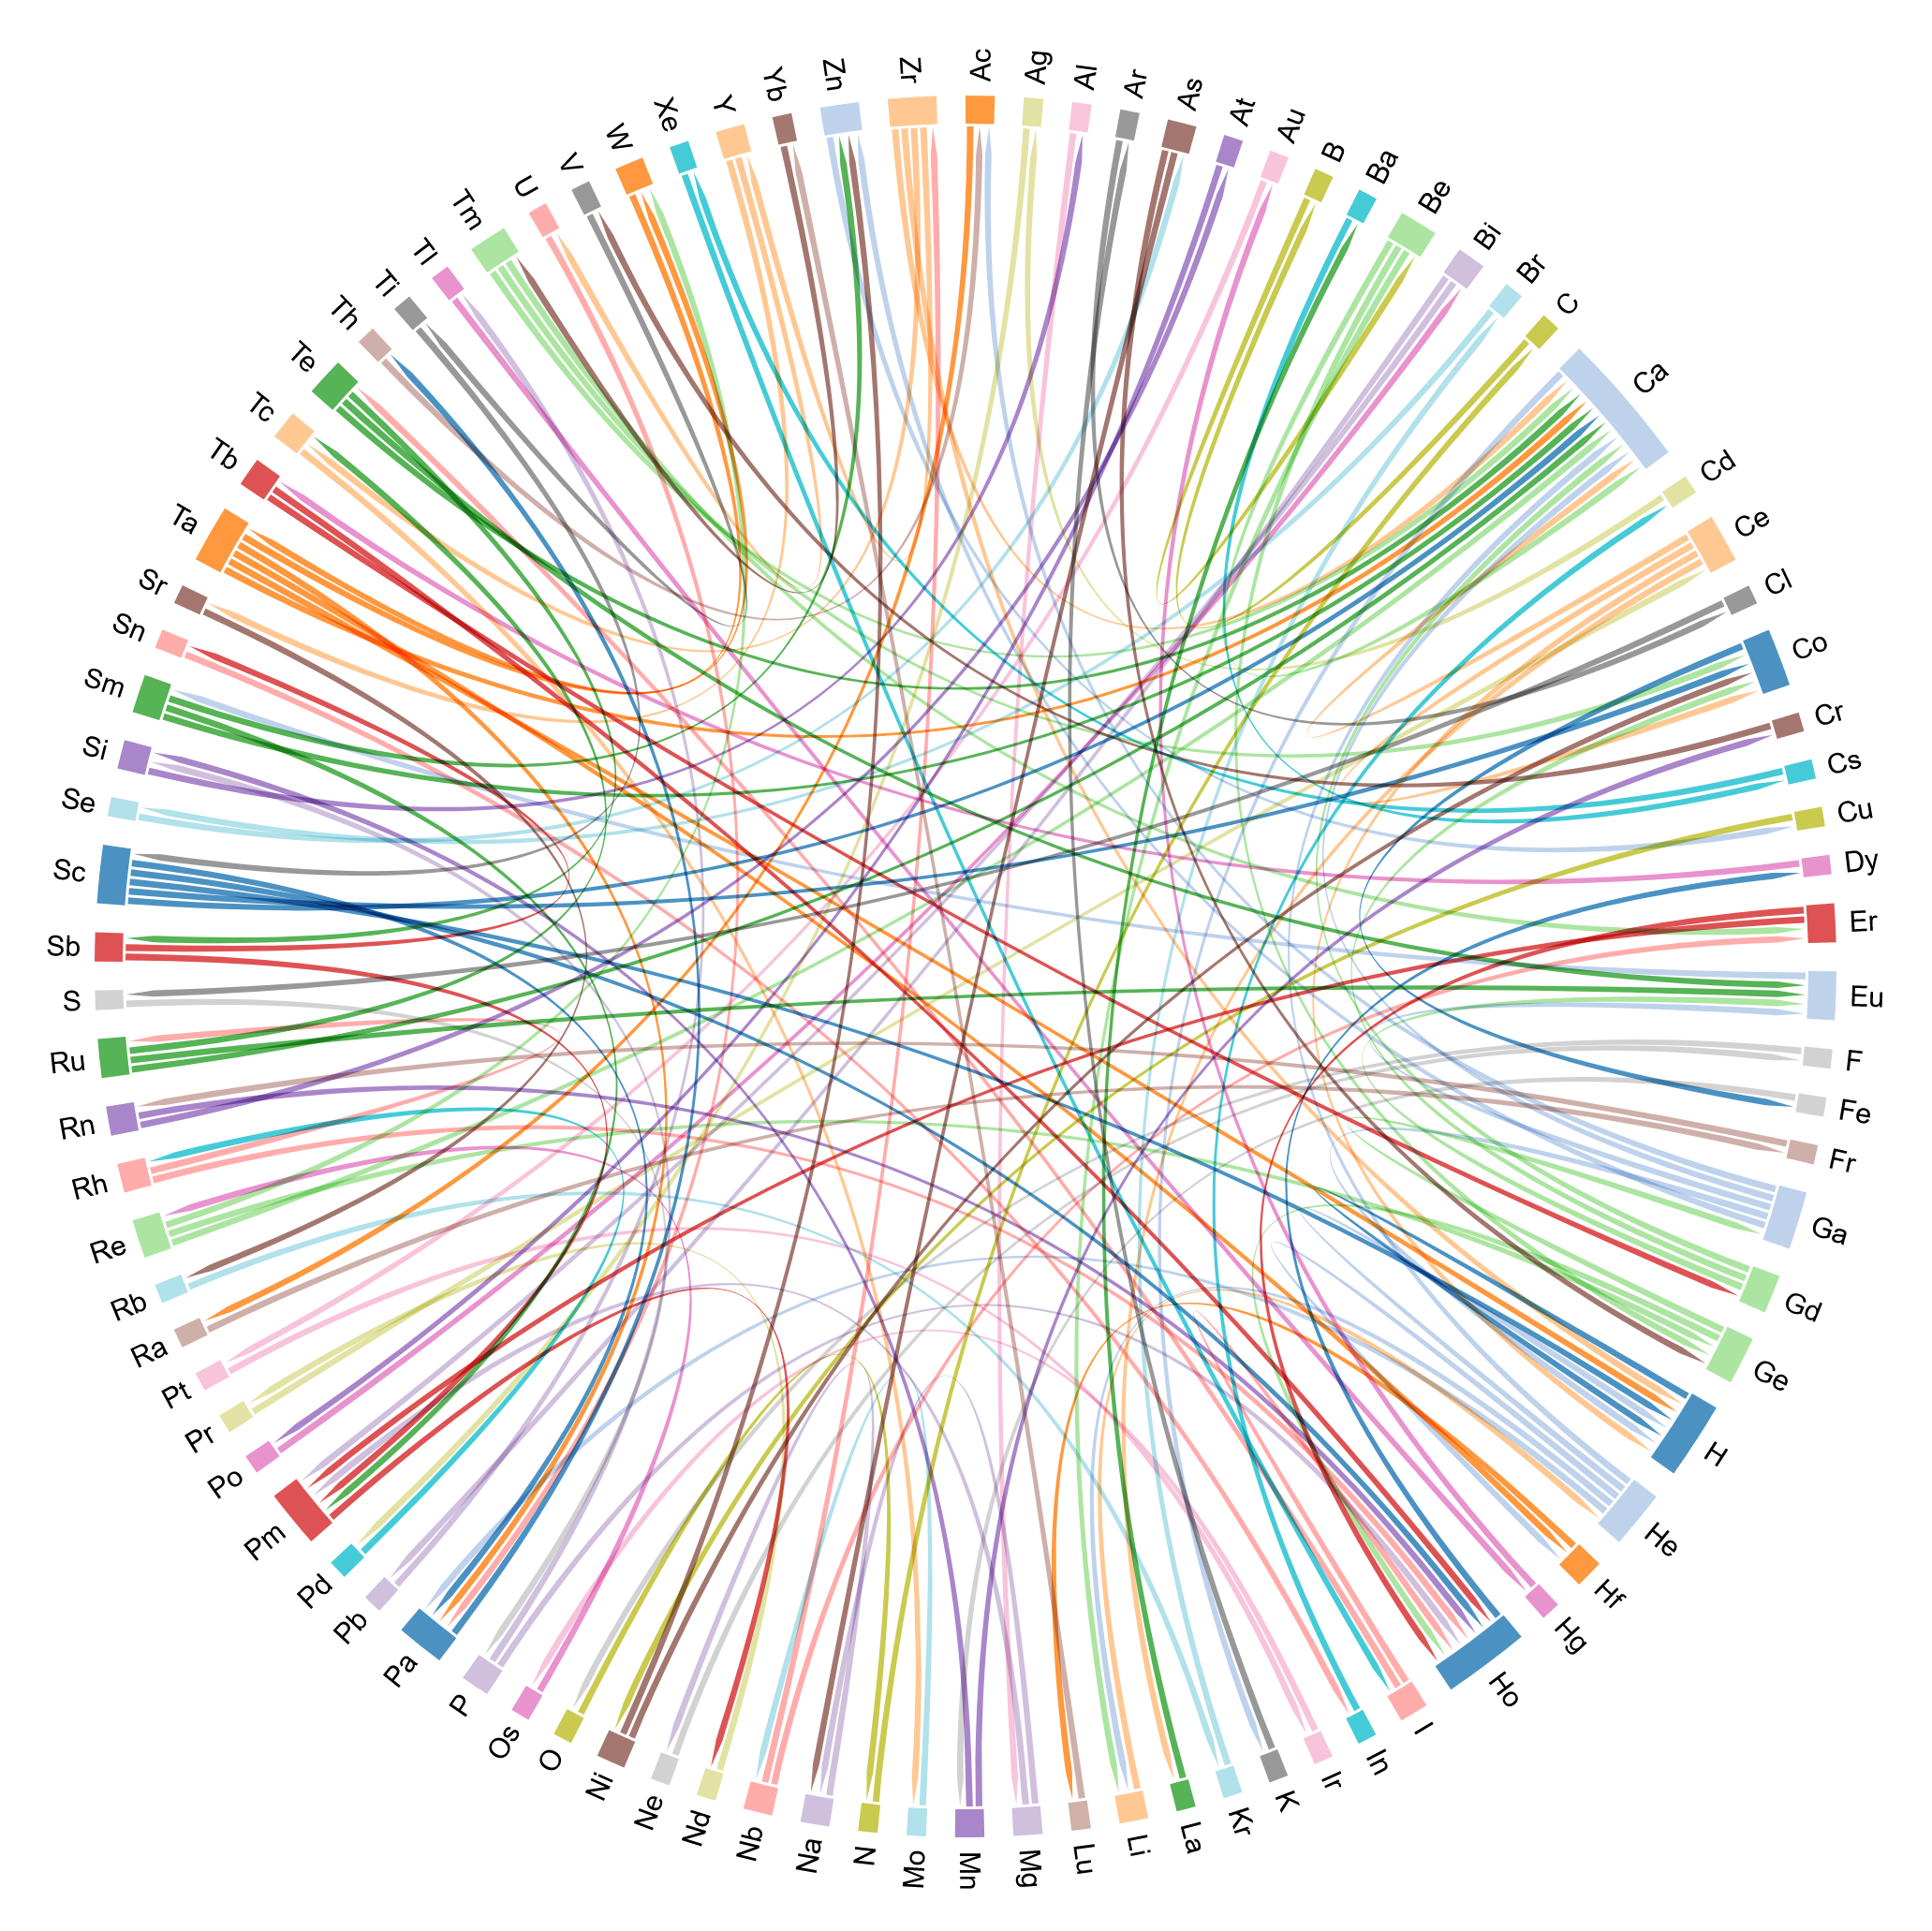 Ac
Ag
Al
Ar
As
At
Au
B
Ba
Be
Bi
Br
C
Ca
Cd
Ce
Cl
Co
Cr
Cs
Cu
Dy
Er
Eu
F
Fe
Fr
Ga
Gd
Ge
H
He
Hf
Hg
Ho
I
In
Ir
K
Kr
La
Li
Lu
Mg
Mn
Mo
N
Na
Nb
Nd
Ne
Ni
O
Os
P
Pa
Pb
Pd
Pm
Po
Pr
Pt
Ra
Rb
Re
Rh
Rn
Ru
S
Sb
Sc
Se
Si
Sm
Sn
Sr
Ta
Tb
Tc
Te
Th
Ti
Tl
Tm
U
V
W
Xe
Y
Yb
Zn
Zr